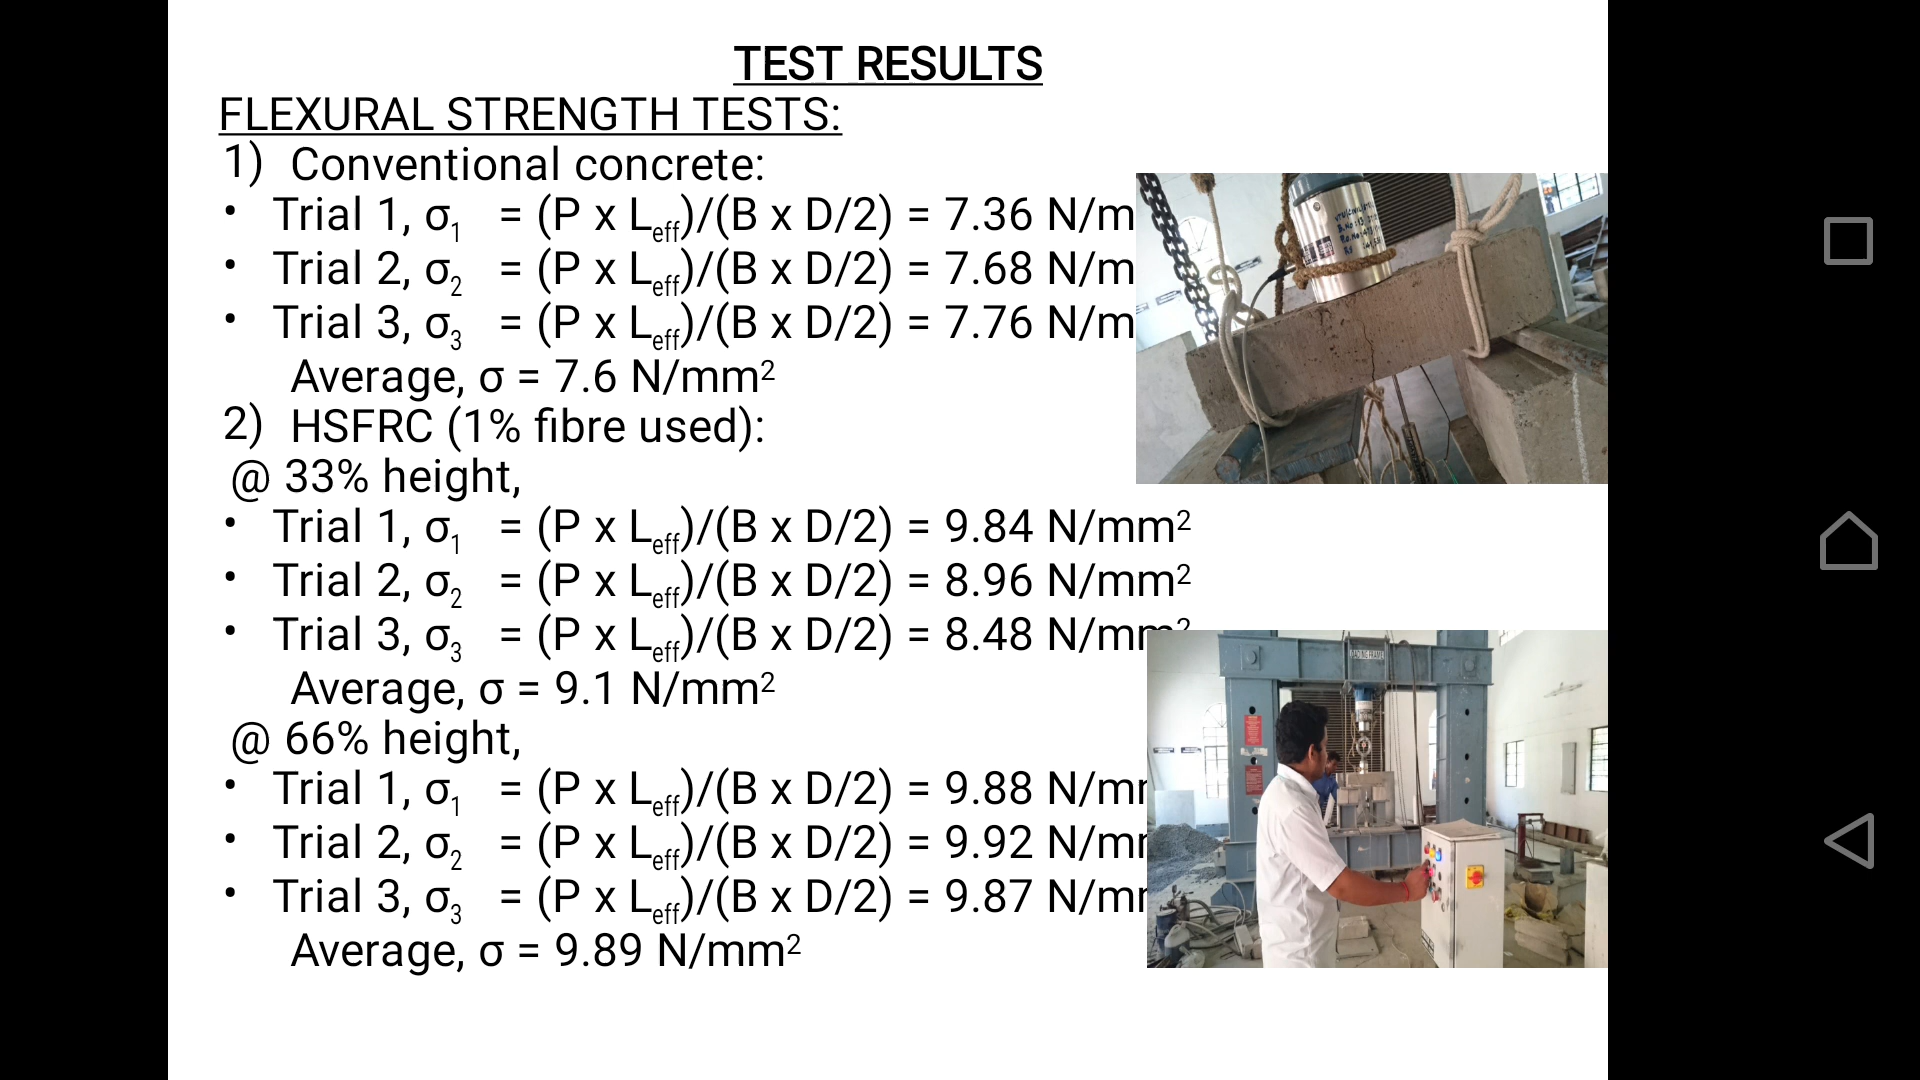 TEST RESULTS
FLEXURAL STRENGTH TESTS:
1) Conventional concrete:
• Trial 1, σ₁ = (P x Leff)/(B x D/2) = 7.36 N/m
• Trial 2, σ₂ = (P x Leff)/(B x D/2) = 7.68 N/m
• Trial 3, σ₃ = (P x Leff)/(B x D/2) = 7.76 N/m
Average, σ = 7.6 N/mm²
2) HSFRC (1% fibre used):
@ 33% height,
• Trial 1, σ₁ = (P x Leff)/(B x D/2) = 9.84 N/mm²
• Trial 2, σ₂ = (P x Leff)/(B x D/2) = 8.96 N/mm²
• Trial 3, σ₃ = (P x Leff)/(B x D/2) = 8.48 N/mm²
Average, σ = 9.1 N/mm²
@ 66% height,
• Trial 1, σ₁ = (P x Leff)/(B x D/2) = 9.88 N/mm
• Trial 2, σ₂ = (P x Leff)/(B x D/2) = 9.92 N/mm
• Trial 3, σ₃ = (P x Leff)/(B x D/2) = 9.87 N/mm
Average, σ = 9.89 N/mm²